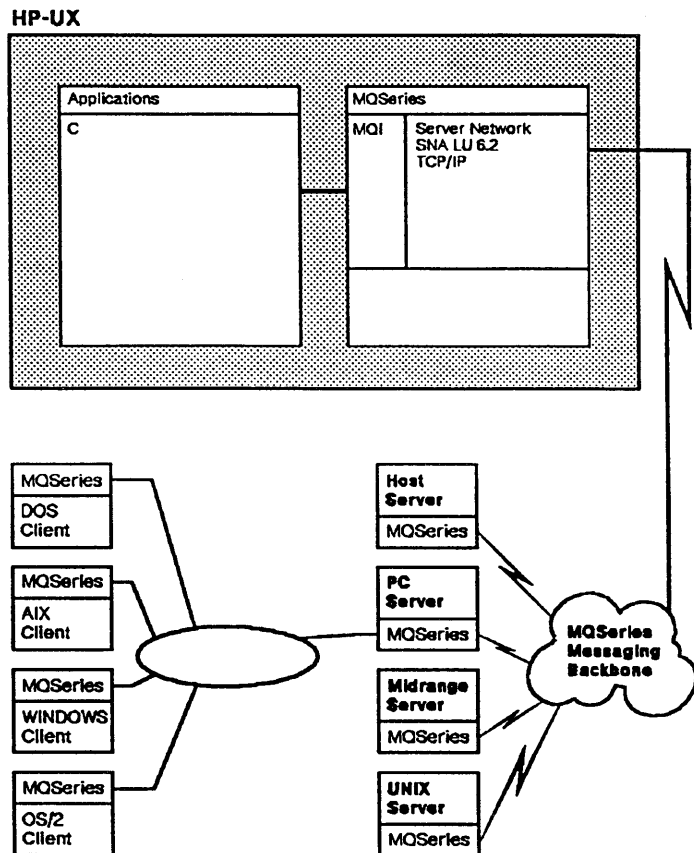 HP-UX
Applications
C
MQSeries
MQI
Server Network
SNA LU 6.2
TCP/IP
MQSeries
DOS
Client
MQSeries
AIX
Client
MQSeries
WINDOWS
Client
MQSeries
OS/2
Client
Host
Server
MQSeries
PC
Server
MQSeries
Midrange
Server
MQSeries
UNIX
Server
MQSeries
MQSeries
Messaging
Backbone